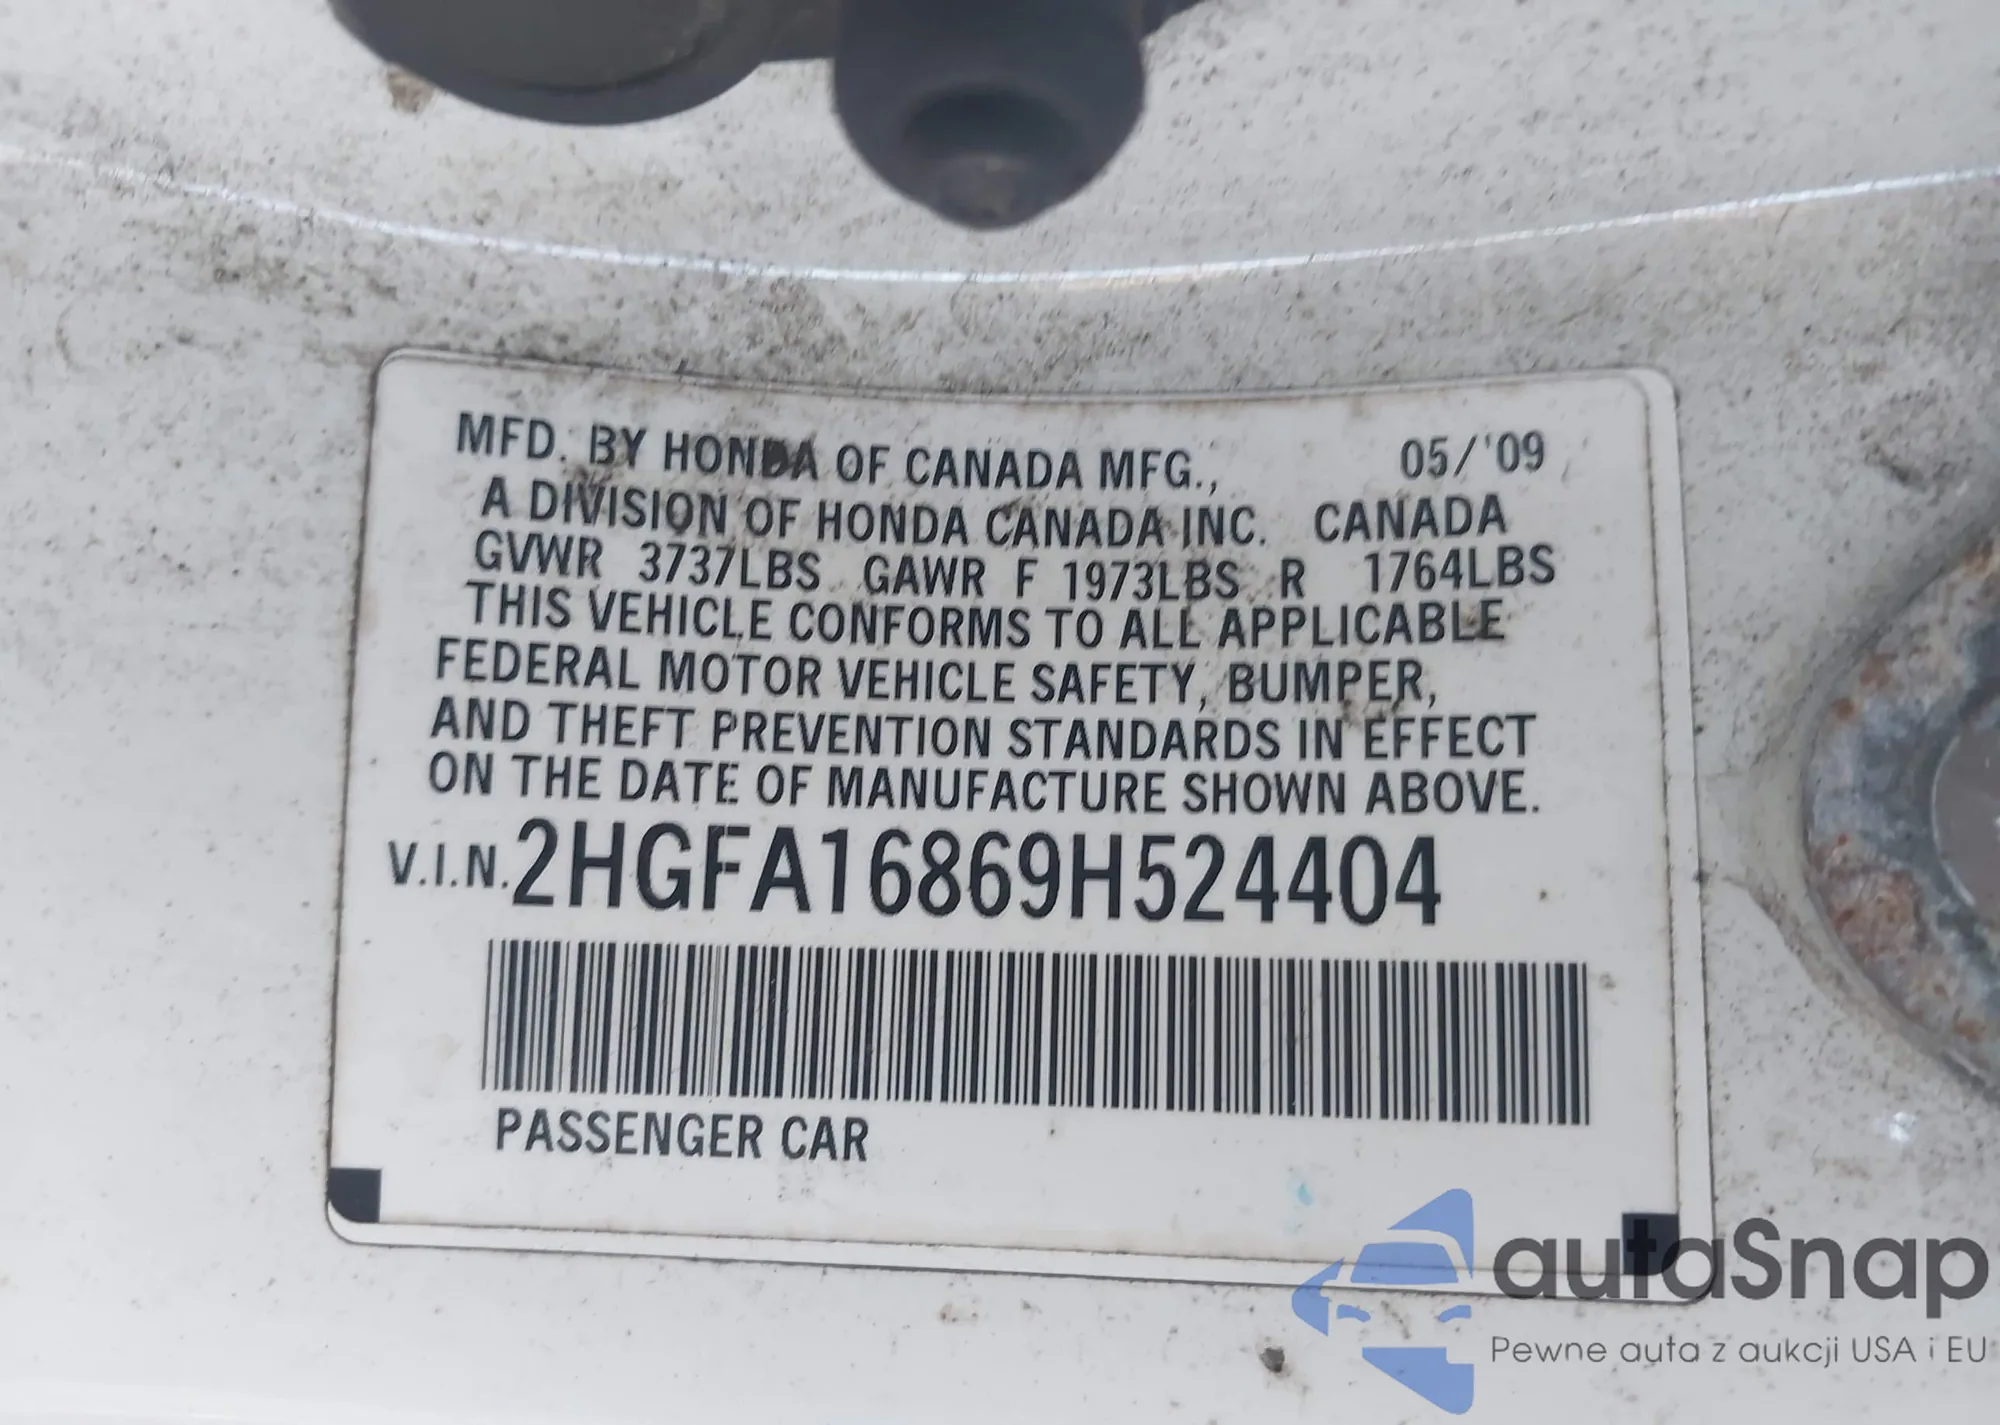 MFD. BY HONDA OF CANADA MFG., 05/'09
A DIVISION OF HONDA CANADA INC. CANADA
GVWR 3737LBS GAWR F 1973LBS R 1764LBS
THIS VEHICLE CONFORMS TO ALL APPLICABLE
FEDERAL MOTOR VEHICLE SAFETY, BUMPER,
AND THEFT PREVENTION STANDARDS IN EFFECT
ON THE DATE OF MANUFACTURE SHOWN ABOVE.
V.I.N. 2HGFA16869H524404
PASSENGER CAR
autaSnap
Pewne auta z aukcji USA i EU